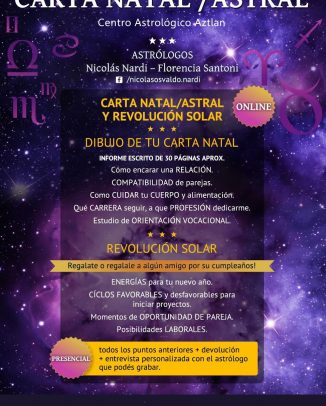 CARTA NATAL / ASTRAL
Centro Astrológico Aztlan
ASTRÓLOGOS
Nicolás Nardi – Florencia Santoni
/nicolasosvaldo.nardi
CARTA NATAL/ASTRAL
Y REVOLUCIÓN SOLAR
ONLINE
DIBUJO DE TU CARTA NATAL
INFORME ESCRITO DE 30 PÁGINAS APROX.
Cómo encarar una RELACIÓN.
COMPATIBILIDAD de parejas.
Como CUIDAR tu CUERPO y alimentación.
Qué CARRERA seguir, a que PROFESIÓN dedicarme.
Estudio de ORIENTACIÓN VOCACIONAL.
REVOLUCIÓN SOLAR
Regalate o regalale a algún amigo por su cumpleaños!
ENERGÍAS para tu nuevo año.
CÍCLOS FAVORABLES y desfavorables para
iniciar proyectos.
Momentos de OPORTUNIDAD DE PAREJA.
Posibilidades LABORALES.
PRESENCIAL
todos los puntos anteriores + devolución
+ entrevista personalizada con el astrólogo
que podés grabar.